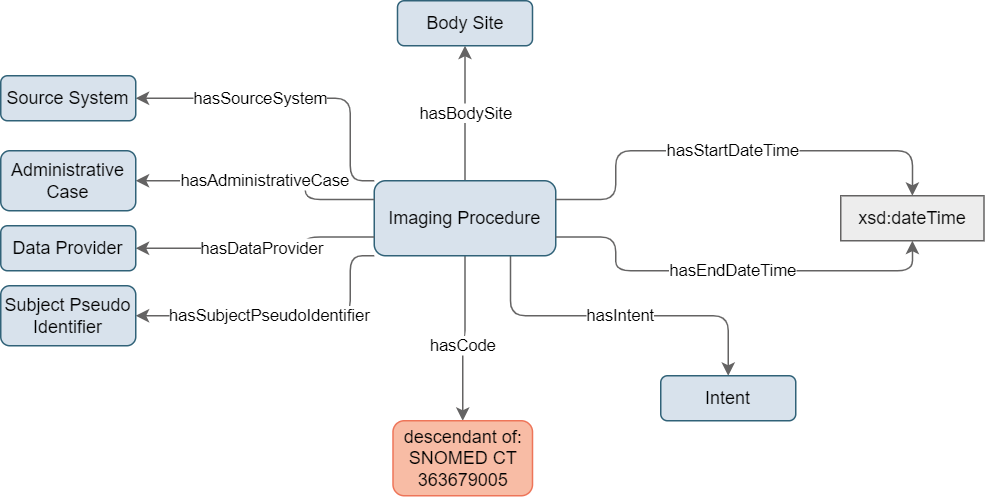 Body Site
Source System
hasSourceSystem
hasBodySite
hasStartDateTime
Administrative
Case
hasAdministrativeCase
Imaging Procedure
xsd:dateTime
Data Provider
hasDataProvider
hasEndDateTime
Subject Pseudo
Identifier
hasSubjectPseudoIdentifier
hasIntent
hasCode
Intent
descendant of:
SNOMED CT
363679005